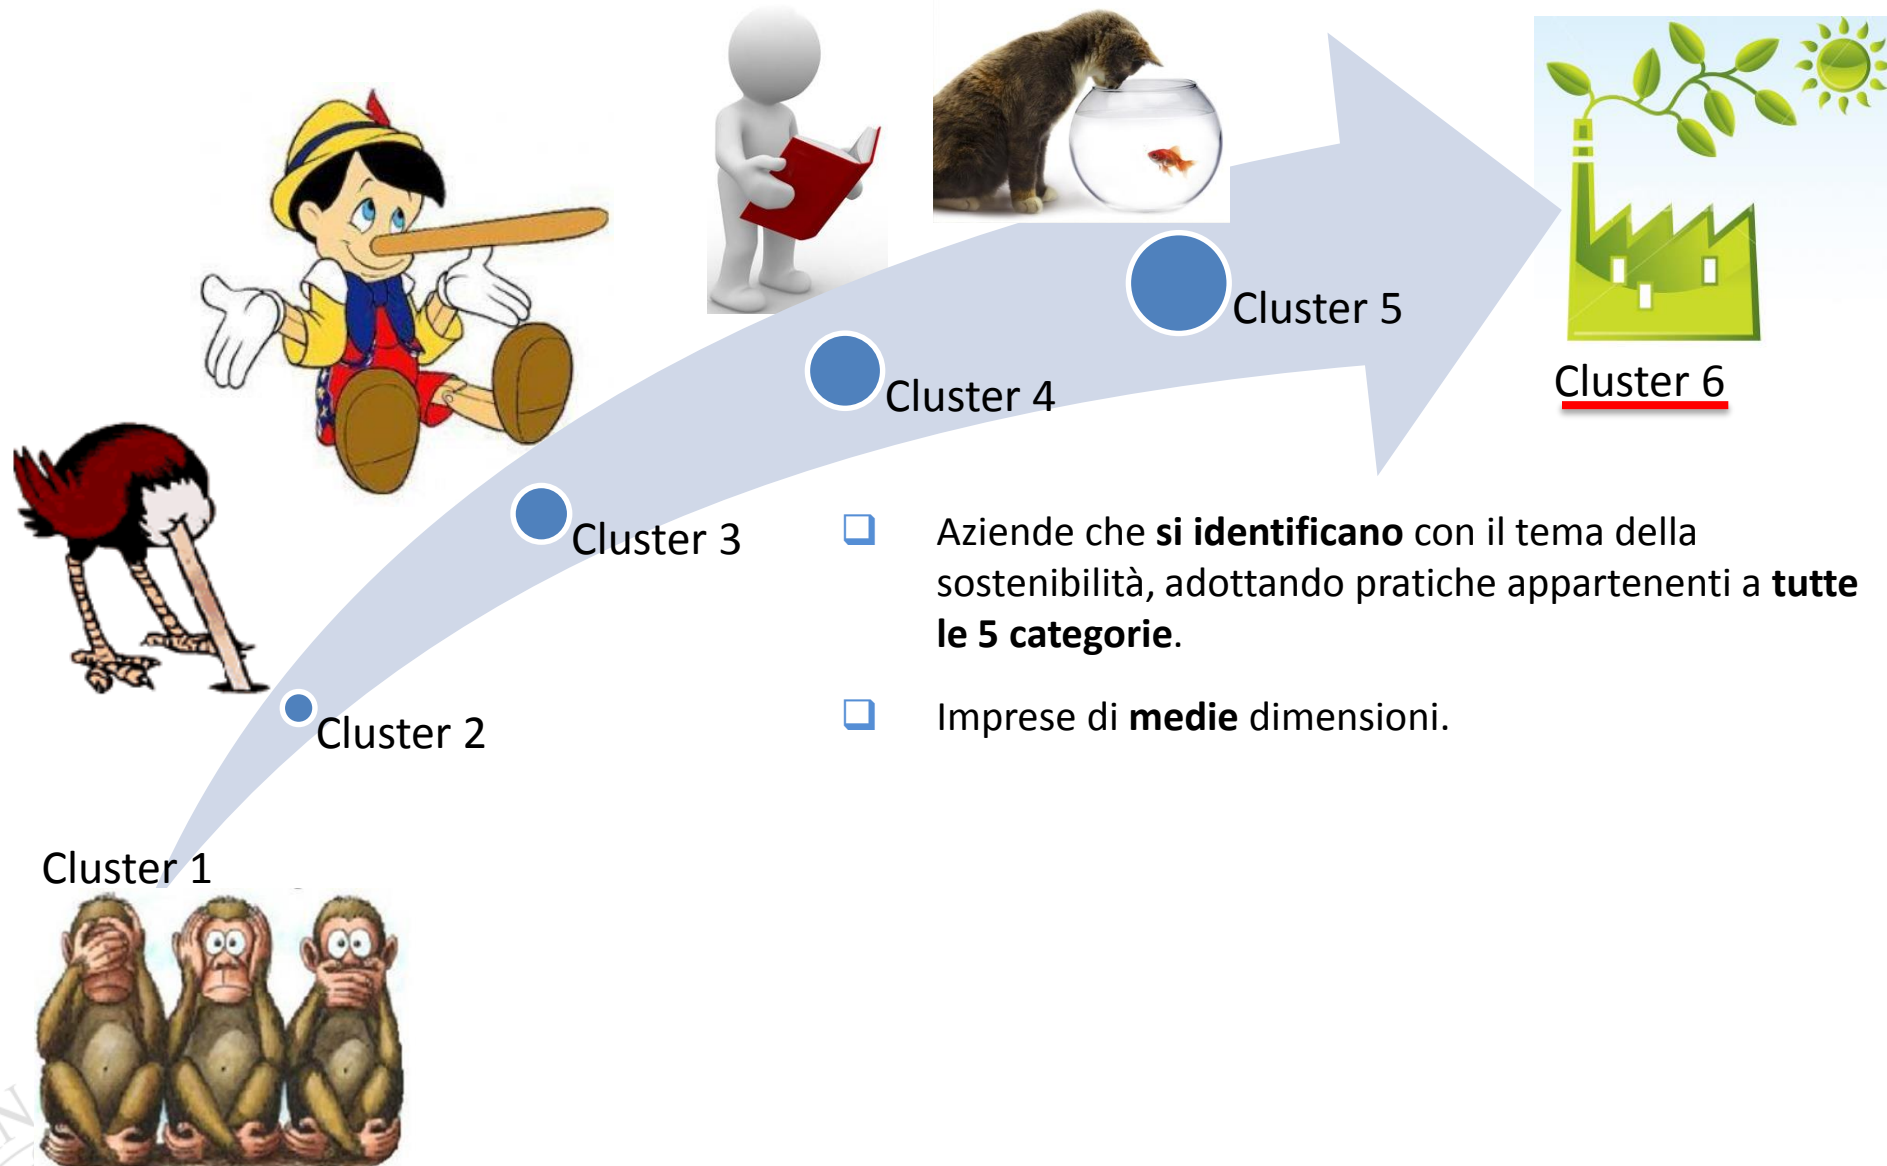 Cluster 5
Cluster 6
Cluster 4
Cluster 3
Aziende che si identificano con il tema della
sostenibilità, adottando pratiche appartenenti a tutte
le 5 categorie.
Imprese di medie dimensioni.
Cluster 2
Cluster 1